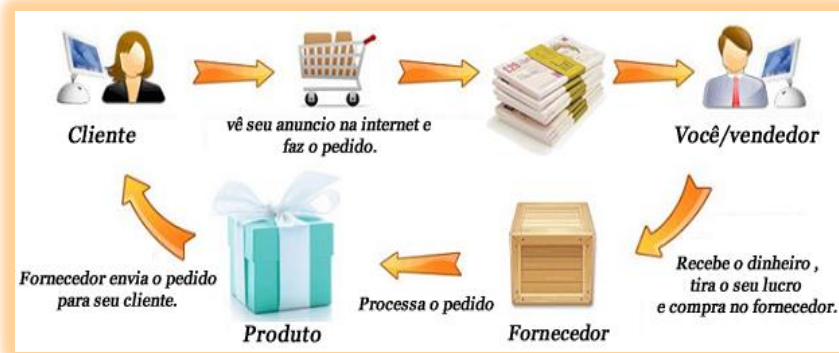 Cliente
vê seu anuncio na internet e
faz o pedido.
Você/vendedor
Recebe o dinheiro ,
tira o seu lucro
e compra no fornecedor.
Fornecedor
Processa o pedido
Produto
Fornecedor envia o pedido
para seu cliente.